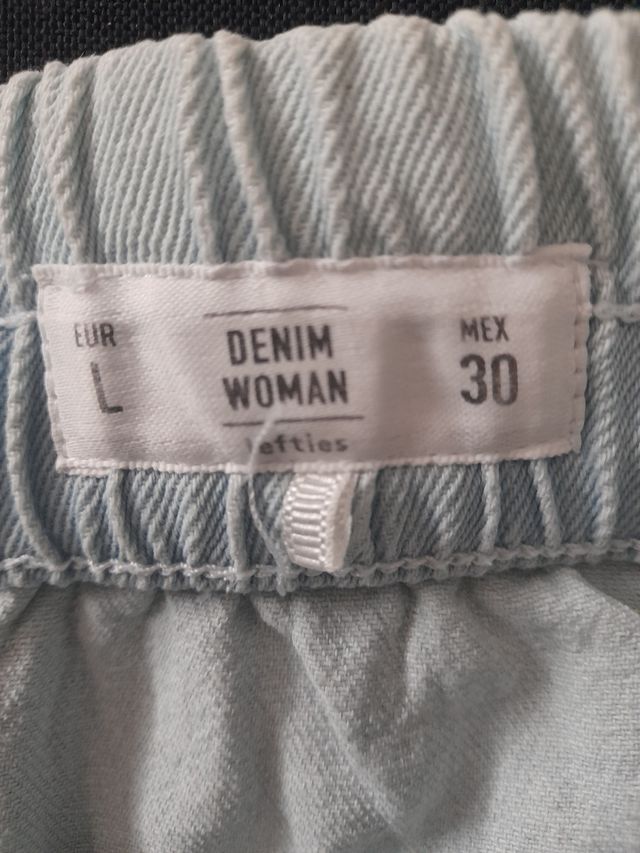 EUR
L
DENIM
WOMAN
lefties
MEX
30